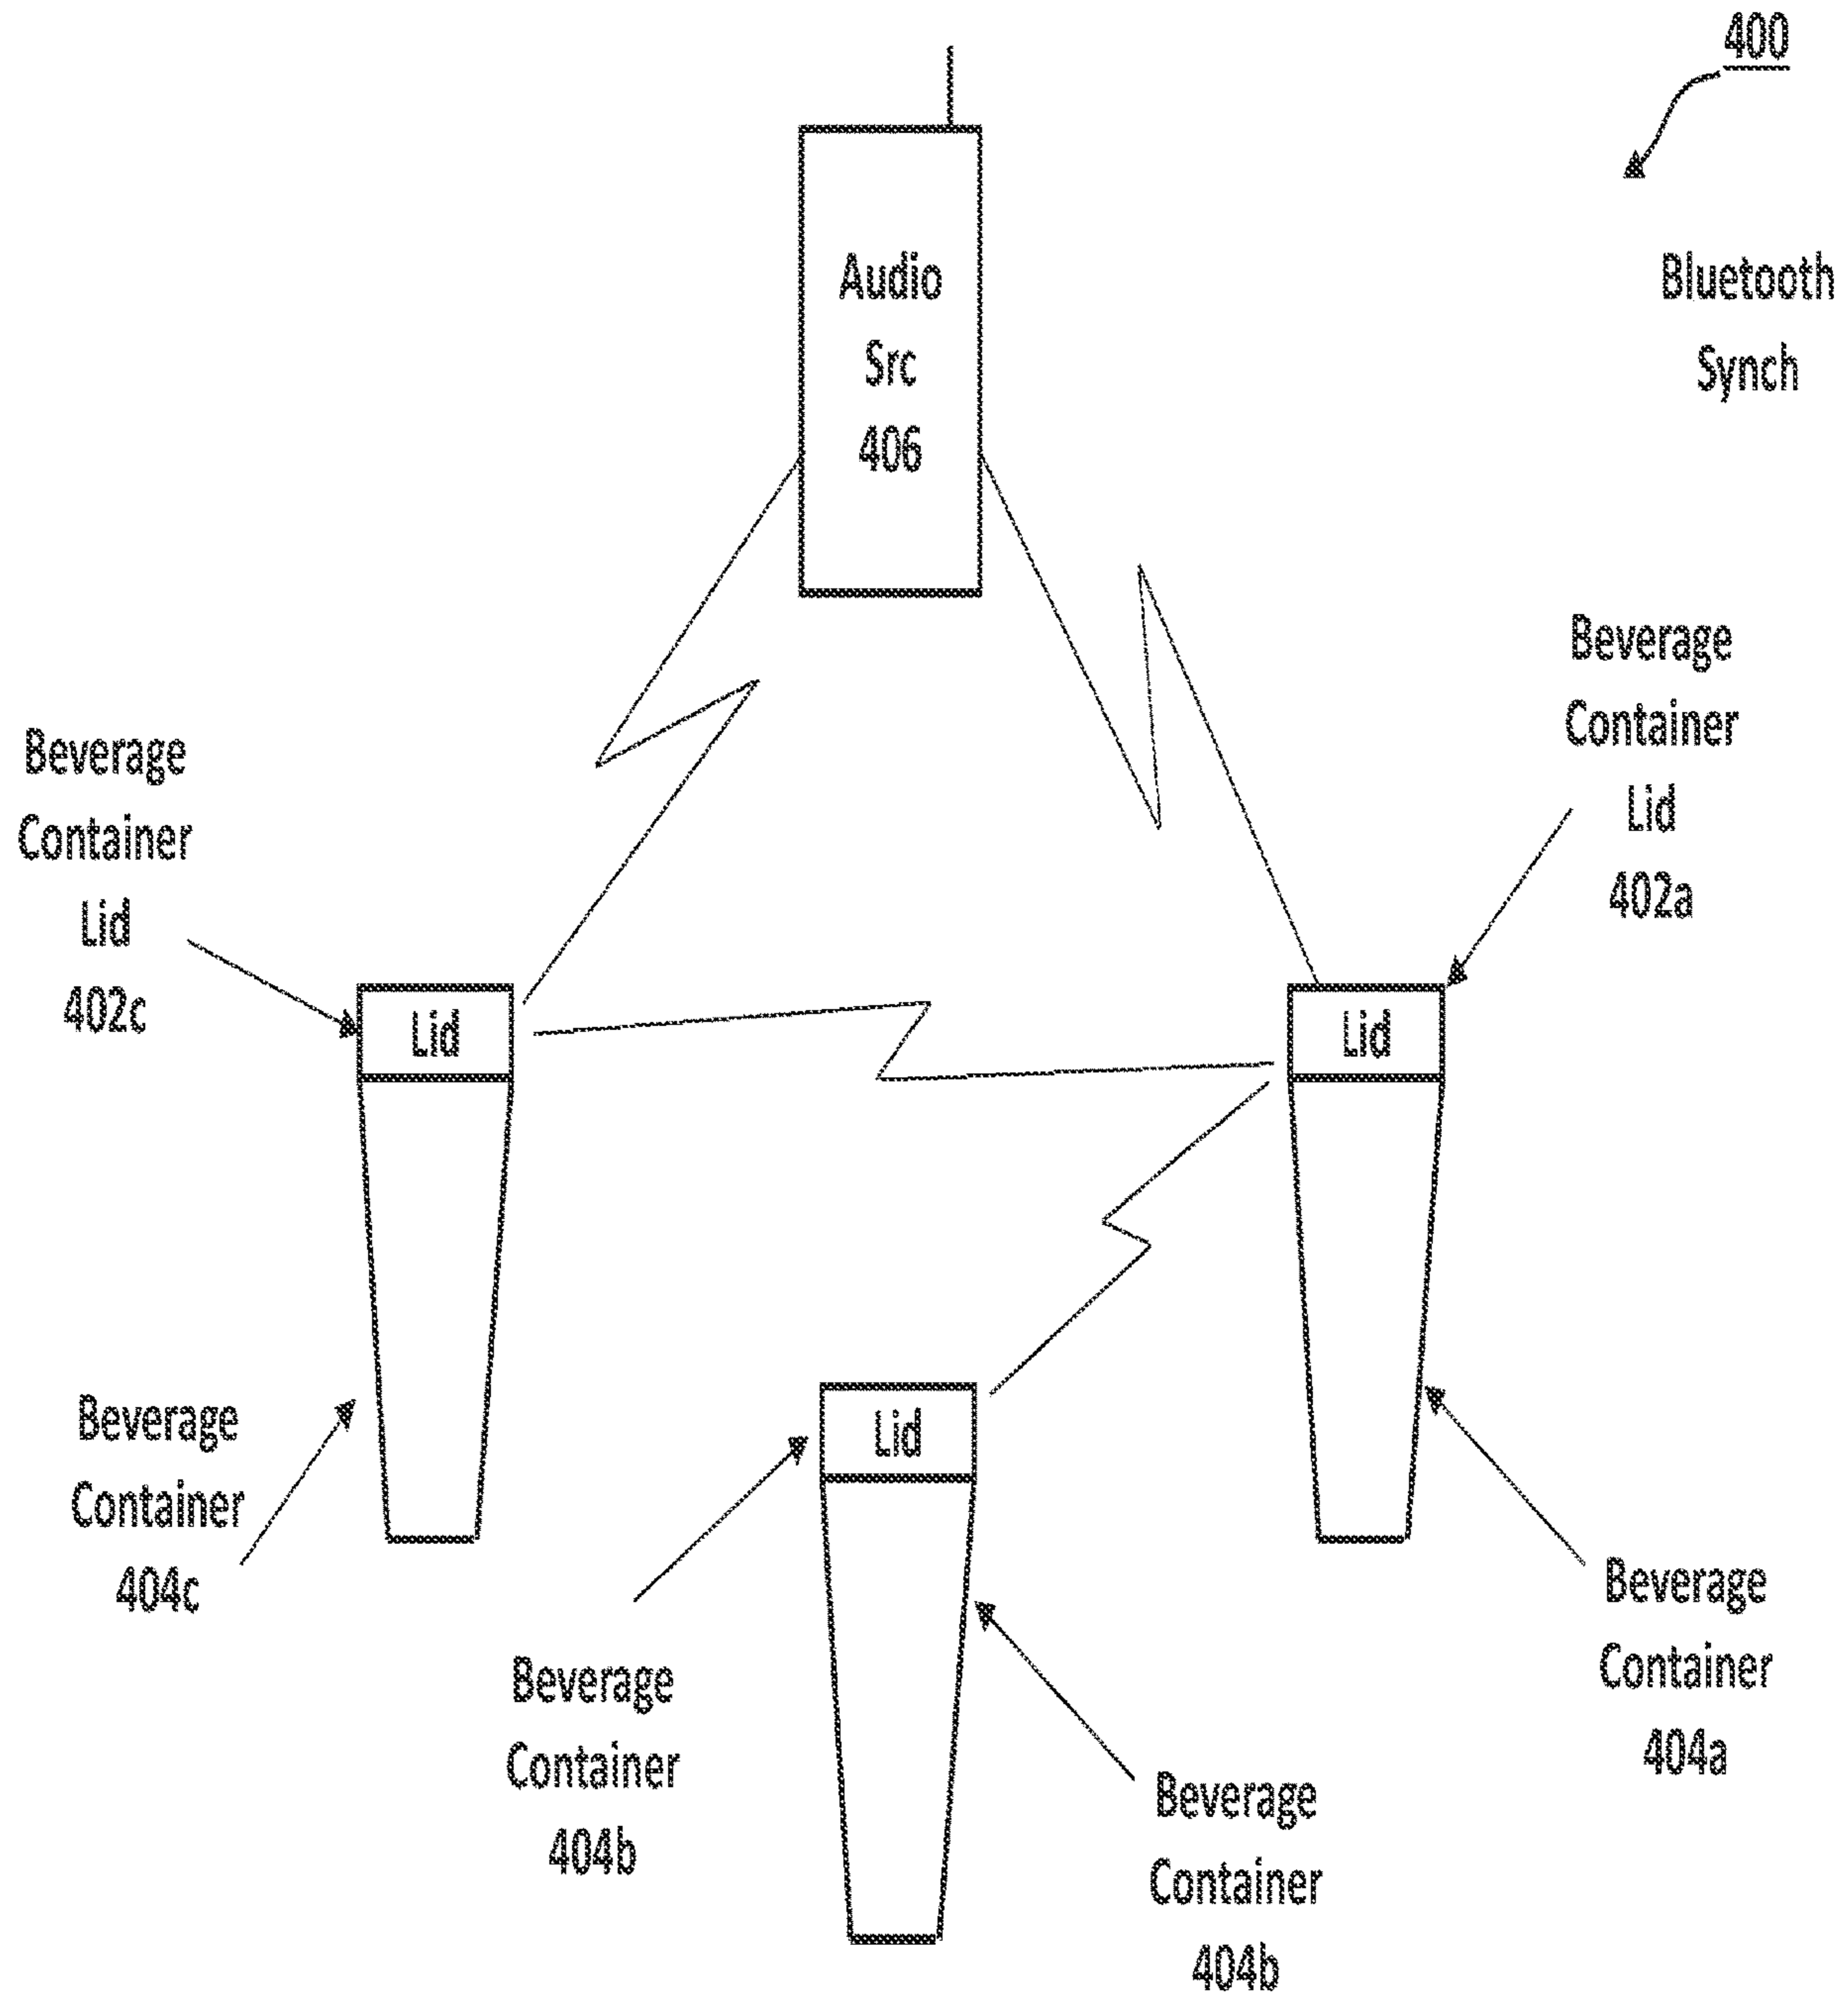 400
Bluetooth
Synch
Audio
Src
406
Beverage
Container
Lid
402a
Beverage
Container
Lid
402c
Lid
Lid
Lid
Beverage
Container
404c
Beverage
Container
404b
Beverage
Container
404b
Beverage
Container
404a